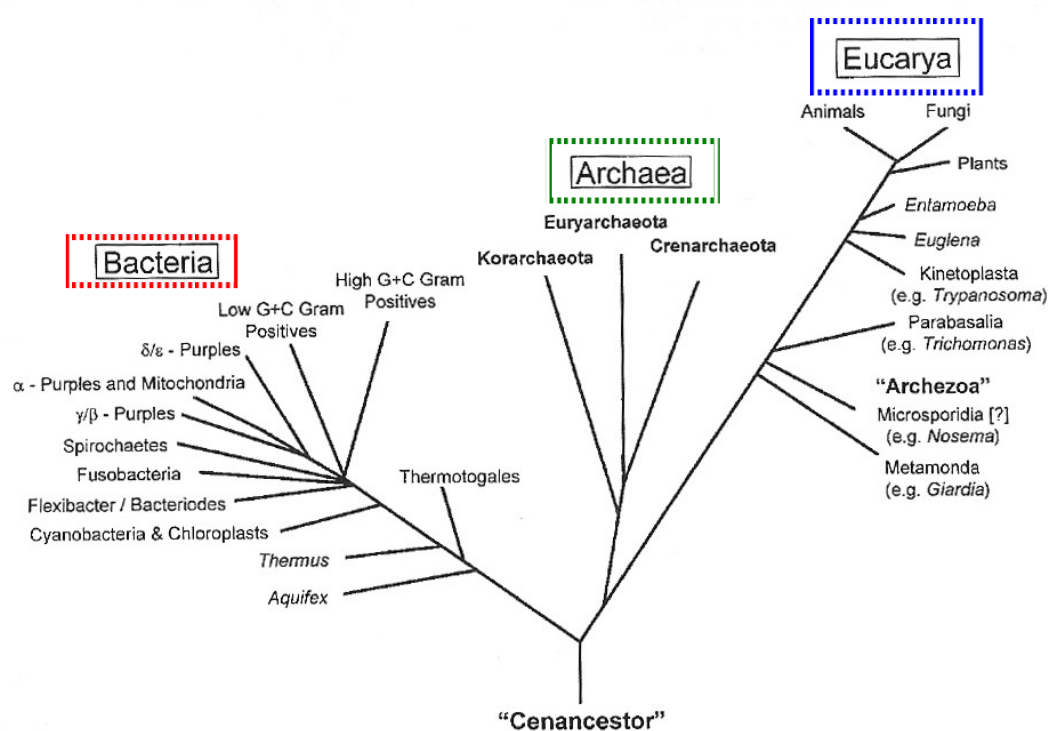 Eucarya
Animals
Fungi
Plants
Entamoeba
Euglena
Kinetoplasta
(e.g. Trypanosoma)
Parabasalia
(e.g. Trichomonas)
“Archezoa”
Microsporidia [?]
(e.g. Nosema)
Metamonda
(e.g. Giardia)
Archaea
Euryarchaeota
Korarchaeota
Crenarchaeota
Bacteria
High G+C Gram
Positives
Low G+C Gram
Positives
δ/ε - Purples
α - Purples and Mitochondria
γ/β - Purples
Spirochaetes
Fusobacteria
Flexibacter / Bacteriodes
Cyanobacteria & Chloroplasts
Thermotogales
Thermus
Aquifex
“Cenancestor”